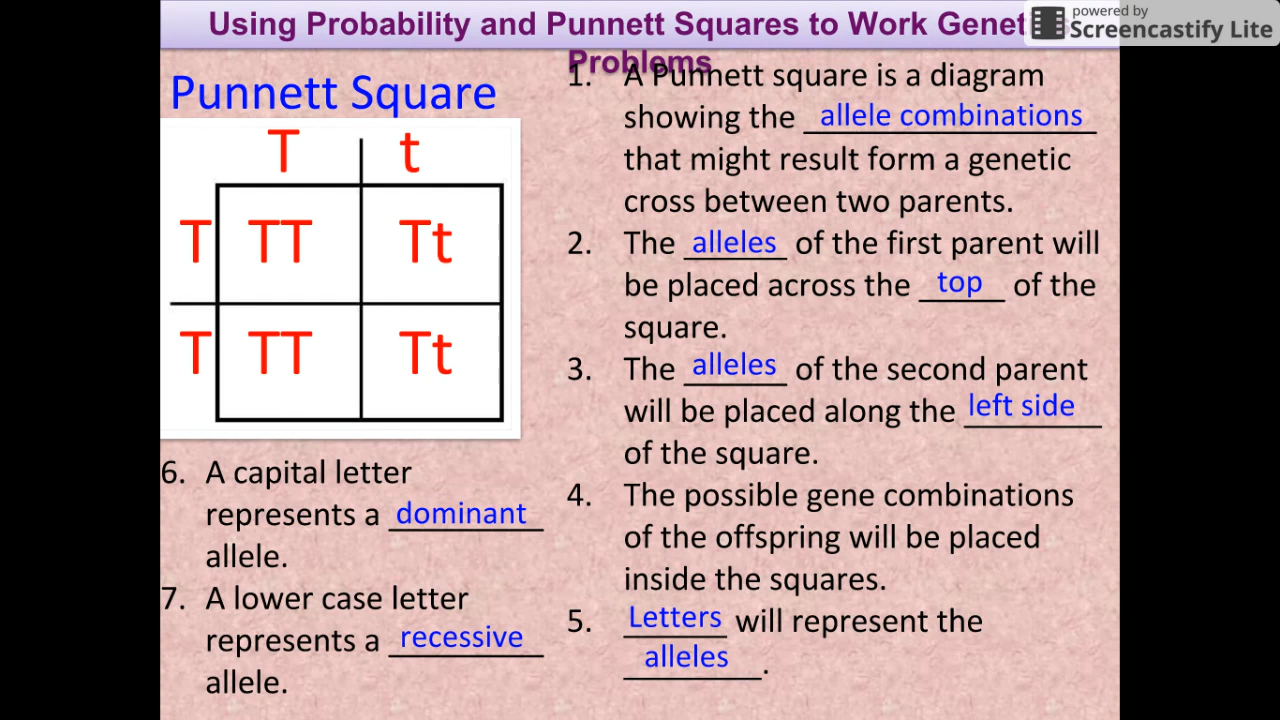 Using Probability and Punnett Squares to Work Genet
Problems
powered by
Screencastify Lite
Punnett Square
T t
T TT Tt
T TT Tt
1. A Punnett square is a diagram
showing the allele combinations
that might result form a genetic
cross between two parents.
2. The alleles of the first parent will
be placed across the top of the
square.
3. The alleles of the second parent
will be placed along the left side
of the square.
4. The possible gene combinations
of the offspring will be placed
inside the squares.
5. Letters will represent the
alleles.
6. A capital letter
represents a dominant
allele.
7. A lower case letter
represents a recessive
allele.